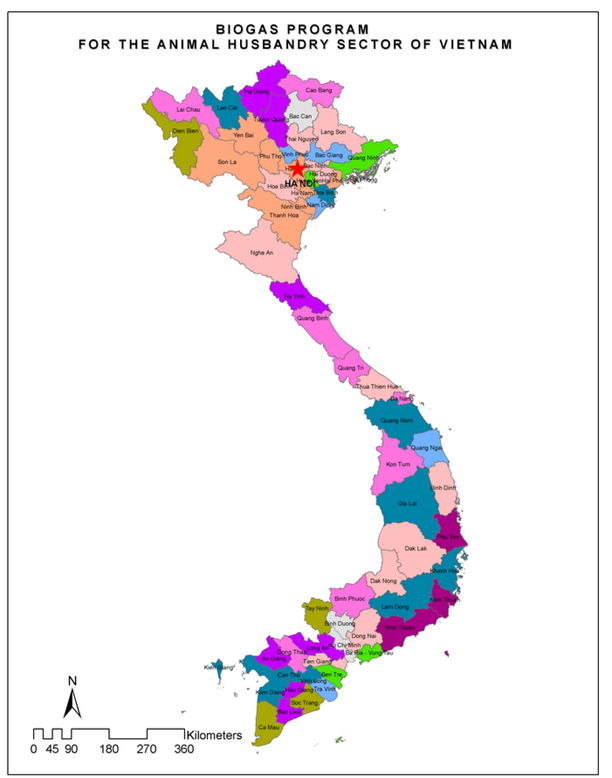 BIOGAS PROGRAM
FOR THE ANIMAL HUSBANDRY SECTOR OF VIETNAM
Ha Giang
Cao Bang
Lai Chau
Lao Cai
Bac Can
Tuyen Quang
Dien Bien
Yen Bai
Lang Son
Thai Nguyen
Phu Tho
Vinh Phuc
Bac Giang
Quang Ninh
Son La
Bac Ninh
Hai Duong
HA NOI
Hoa Binh
Ha Nam
Thai Binh
Nam Dinh
Ninh Binh
Thanh Hoa
Nghe An
Ha Tinh
Quang Binh
Quang Tri
Thua Thien Hue
Da Nang
Quang Nam
Quang Ngai
Kon Tum
Binh Dinh
Gia Lai
Phu Yen
Dak Lak
Khanh Hoa
Dak Nong
Binh Phuoc
Ninh Thuan
Lam Dong
Tay Ninh
Binh Duong
Binh Thuan
Dong Nai
Ho Chi Minh
Long An
Ba Ria - Vung Tau
Dong Thap
An Giang
Tien Giang
Kien Giang
Can Tho
Ben Tre
Vinh Long
Kien Giang
Hau Giang
Tra Vinh
Soc Trang
Bac Lieu
Ca Mau
N
Kilometers
0 45 90 180 270 360